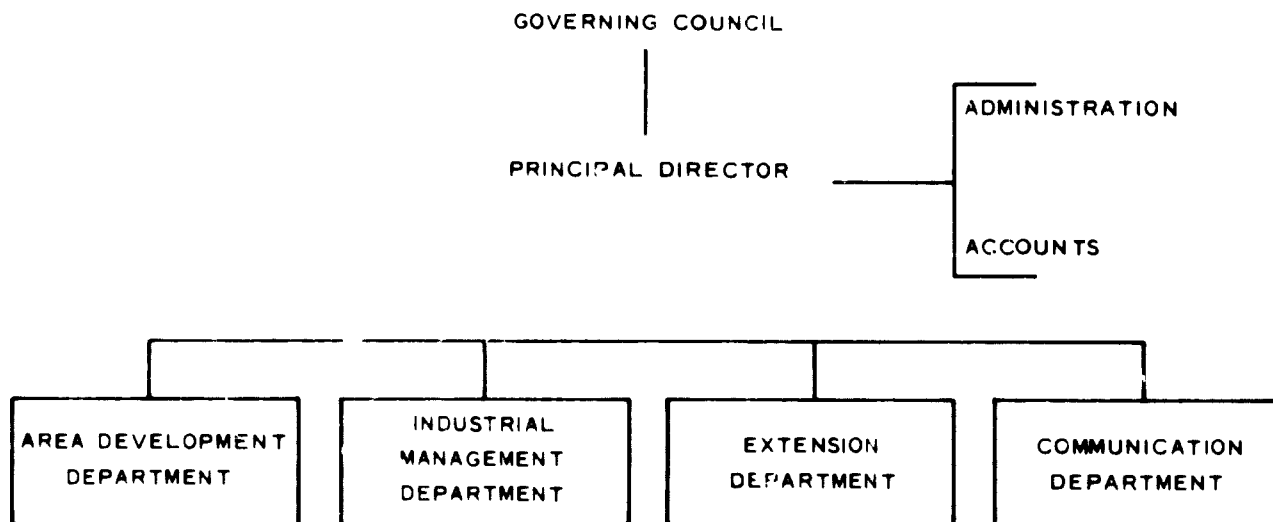 GOVERNING COUNCIL
ADMINISTRATION
PRINCIPAL DIRECTOR
ACCOUNTS
AREA DEVELOPMENT
DEPARTMENT
INDUSTRIAL
MANAGEMENT
DEPARTMENT
EXTENSION
DEPARTMENT
COMMUNICATION
DEPARTMENT